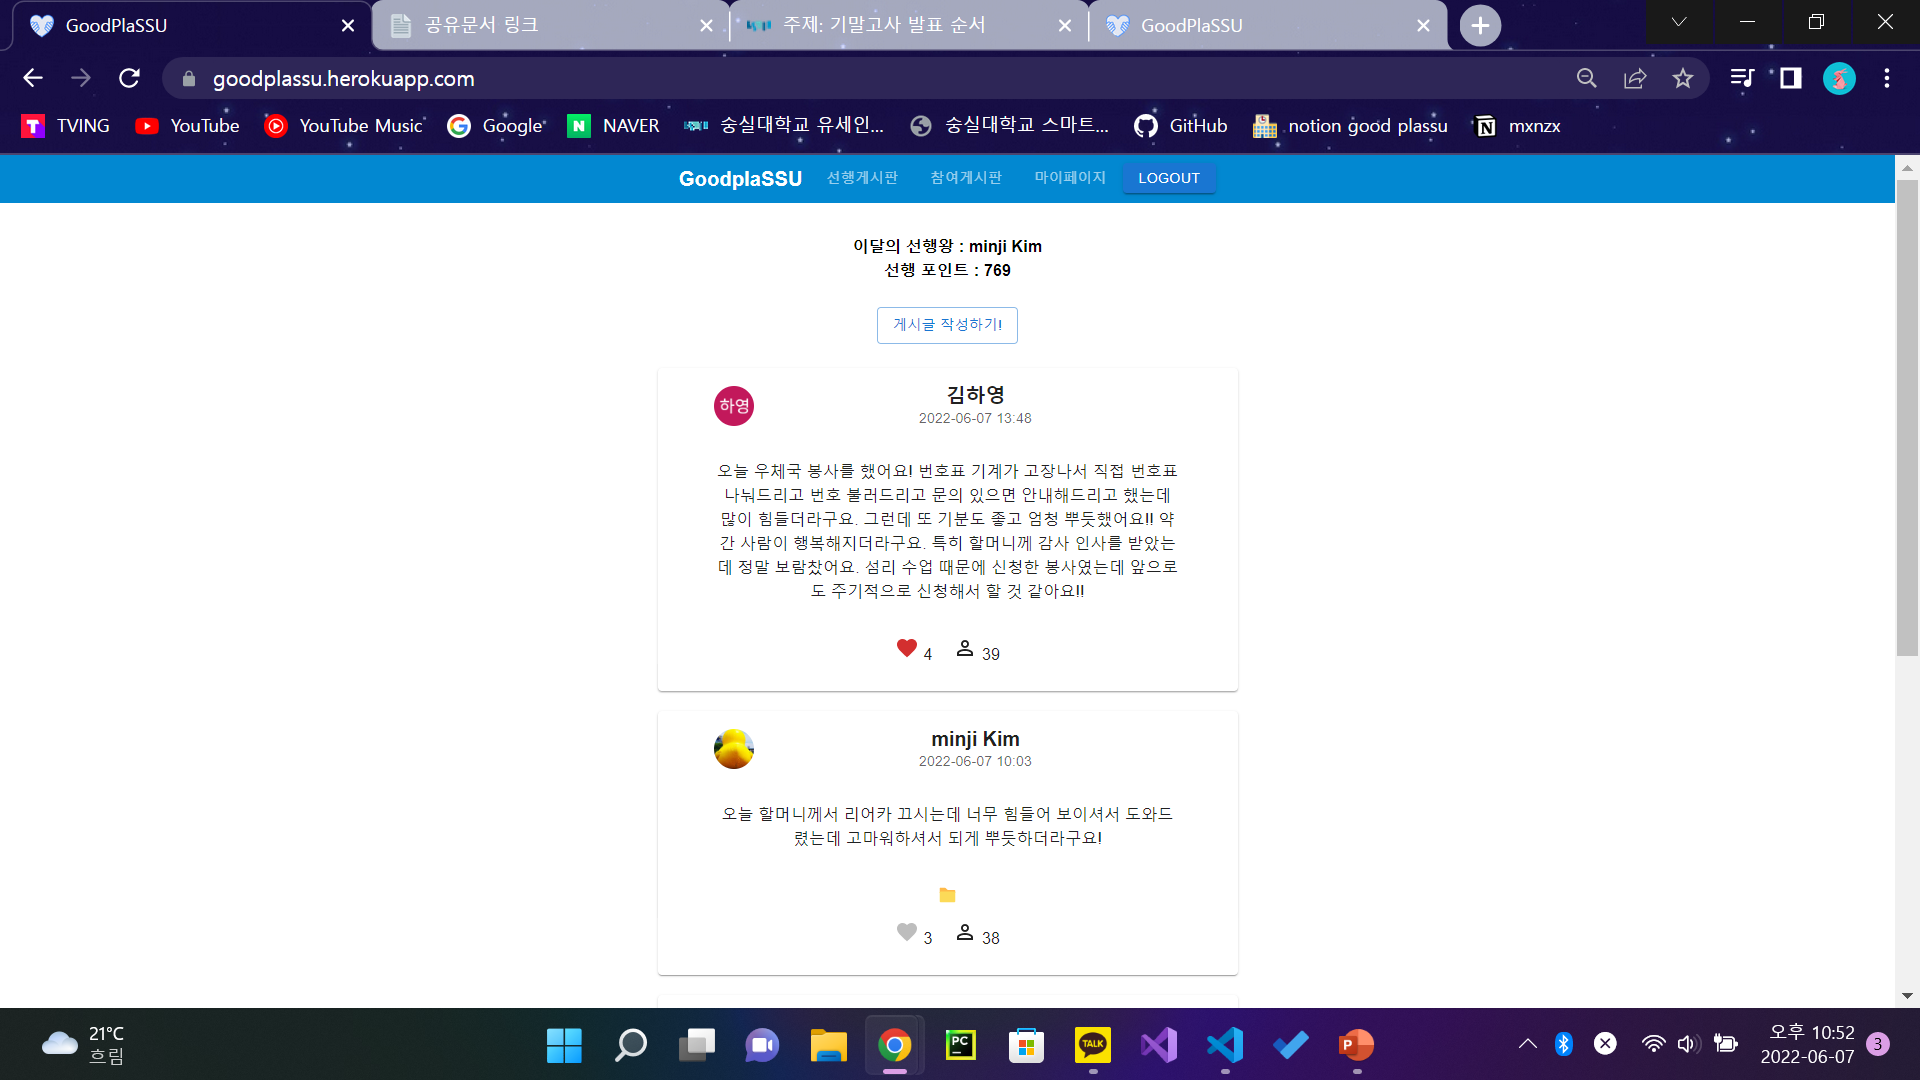 GoodPlaSSU
공유문서 링크
주제: 기말고사 발표 순서
GoodPlaSSU
goodplassu.herokuapp.com
TVING
YouTube
YouTube Music
Google
NAVER
숭실대학교 유세인...
숭실대학교 스마트...
GitHub
notion good plassu
mxnzx
GoodplaSSU
선행게시판
참여게시판
마이페이지
LOGOUT
이달의 선행왕 : minji Kim
선행 포인트 : 769
게시글 작성하기!
하영
김하영
2022-06-07 13:48
오늘 우체국 봉사를 했어요! 번호표 기계가 고장나서 직접 번호표
나눠드리고 번호 불러드리고 문의 있으면 안내해드리고 했는데
많이 힘들더라구요. 그런데 또 기분도 좋고 엄청 뿌듯했어요!! 약
간 사람이 행복해지더라구요. 특히 할머니께 감사 인사를 받았는
데 정말 보람찼어요. 섬리 수업 때문에 신청한 봉사였는데 앞으로
도 주기적으로 신청해서 할 것 같아요!!
4
39
minji Kim
2022-06-07 10:03
오늘 할머니께서 리어카 끄시는데 너무 힘들어 보이셔서 도와드
렸는데 고마워하셔서 되게 뿌듯하더라구요!
3
38
21°C
흐림
PC
TALK
오후 10:52
2022-06-07
3